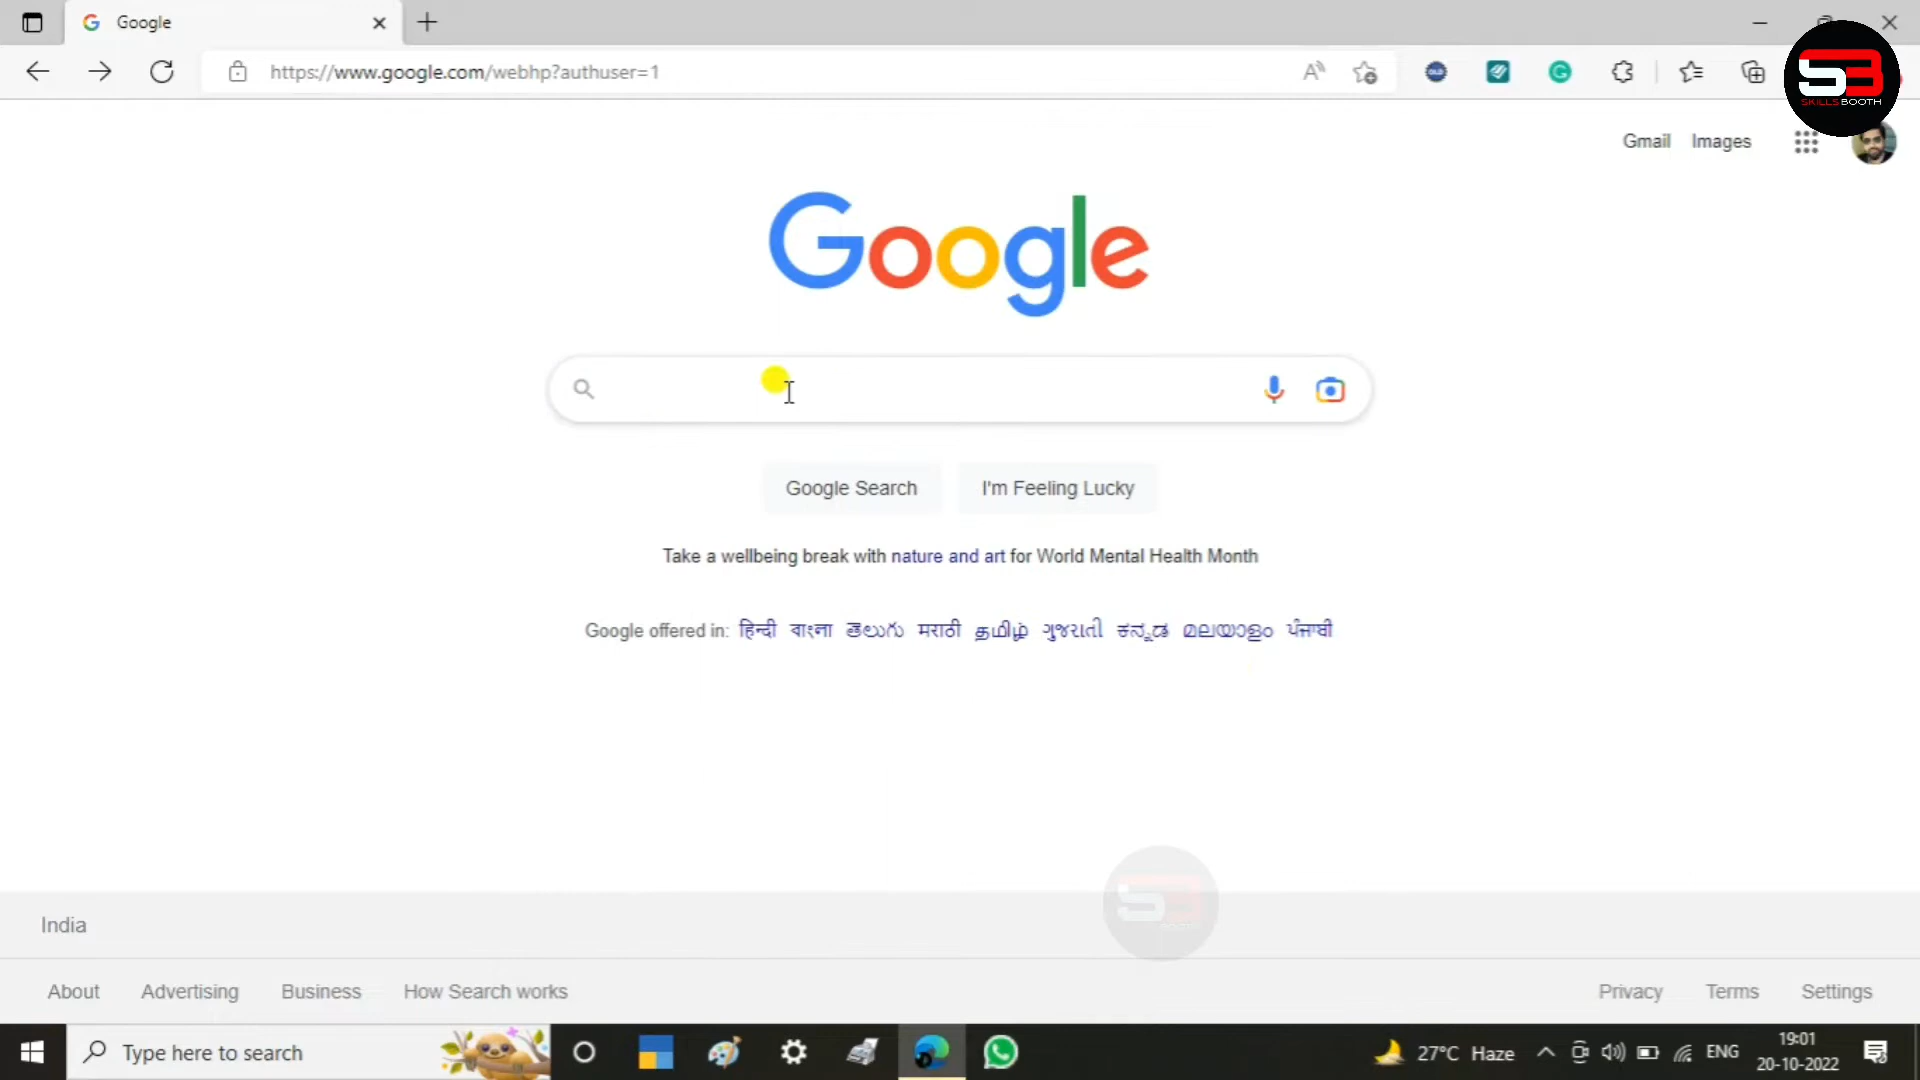 Google
https://www.google.com/webhp?authuser=1
S3
SKILLS BOOTH
Gmail Images
Google
Google Search I'm Feeling Lucky
Take a wellbeing break with nature and art for World Mental Health Month
Google offered in: हिन्दी বাংলা తెలుగు मराठी தமிழ் ગુજરાતી ಕನ್ನಡ മലയാളം ਪੰਜਾਬੀ
India
About Advertising Business How Search works Privacy Terms Settings
Type here to search
27°C Haze ENG 19:01
20-10-2022